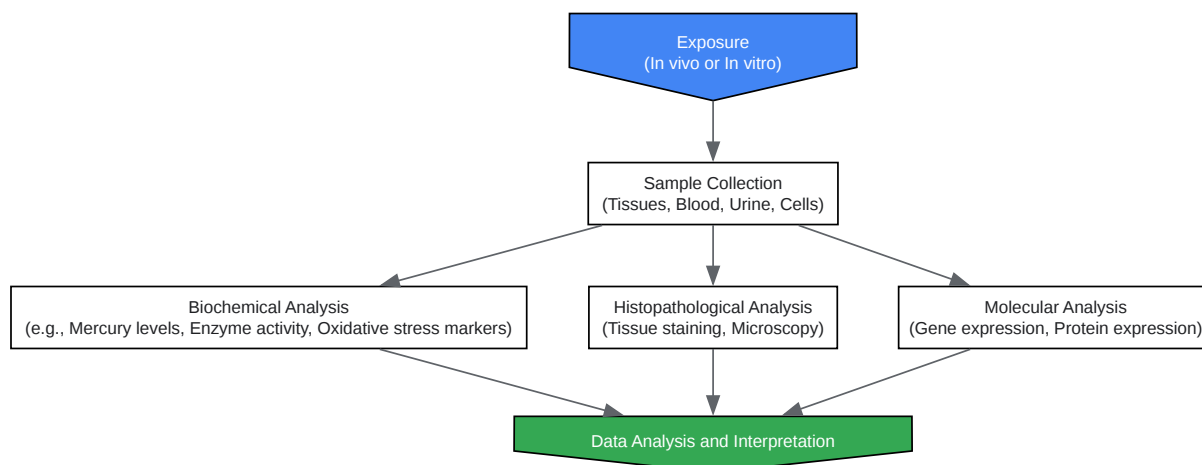 Exposure
(In vivo or In vitro)
Sample Collection
(Tissues, Blood, Urine, Cells)
Biochemical Analysis
(e.g., Mercury levels, Enzyme activity, Oxidative stress markers)
Histopathological Analysis
(Tissue staining, Microscopy)
Molecular Analysis
(Gene expression, Protein expression)
Data Analysis and Interpretation